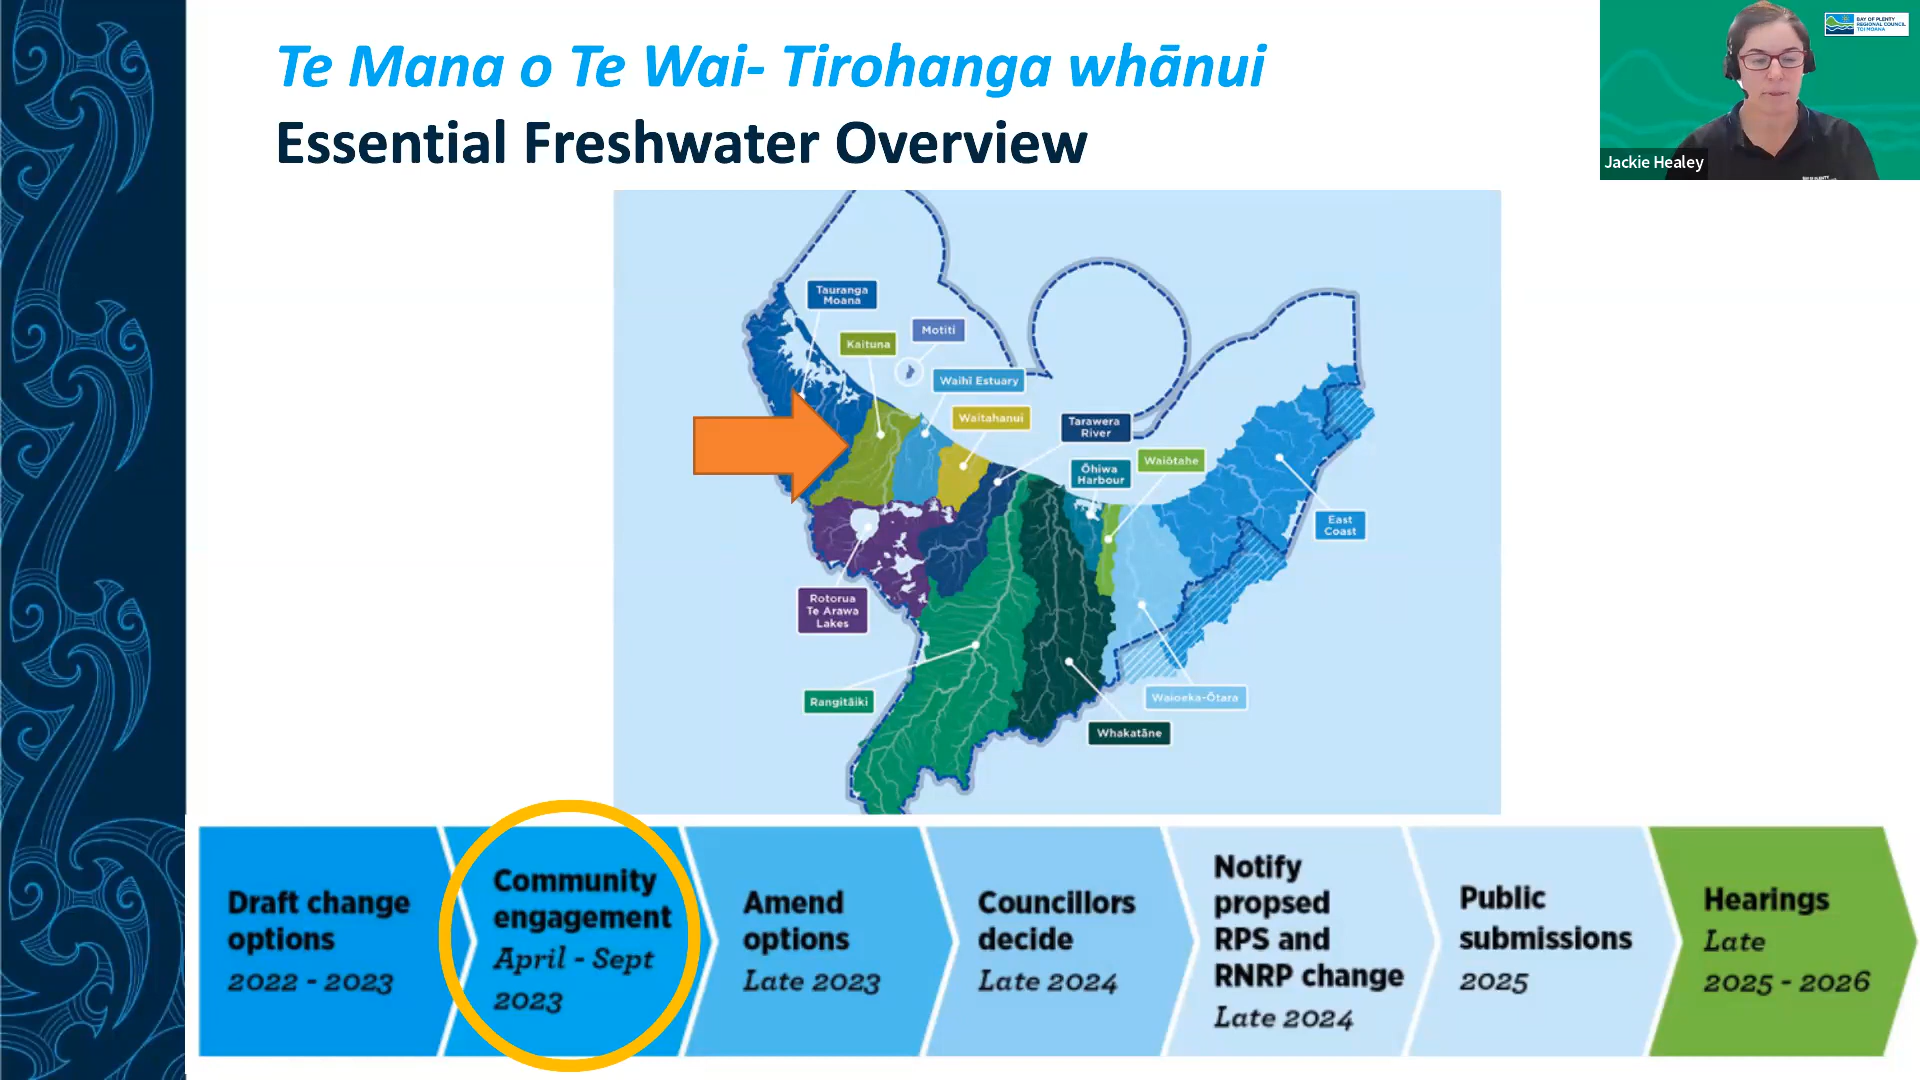 Te Mana o Te Wai- Tirohanga whānui
Essential Freshwater Overview
BAY OF PLENTY
REGIONAL COUNCIL
TOI MOANA
Jackie Healey
Tauranga
Moana
Motiti
Kaituna
Waihī Estuary
Waitahanui
Tarawera
River
Ōhiwa
Harbour
Waiōtahe
East
Coast
Rotorua
Te Arawa
Lakes
Rangitāiki
Waioeka-Ōtara
Whakatāne
Draft change
options
2022 - 2023
Community
engagement
April - Sept
2023
Amend
options
Late 2023
Councillors
decide
Late 2024
Notify
propsed
RPS and
RNRP change
Late 2024
Public
submissions
2025
Hearings
Late
2025 - 2026